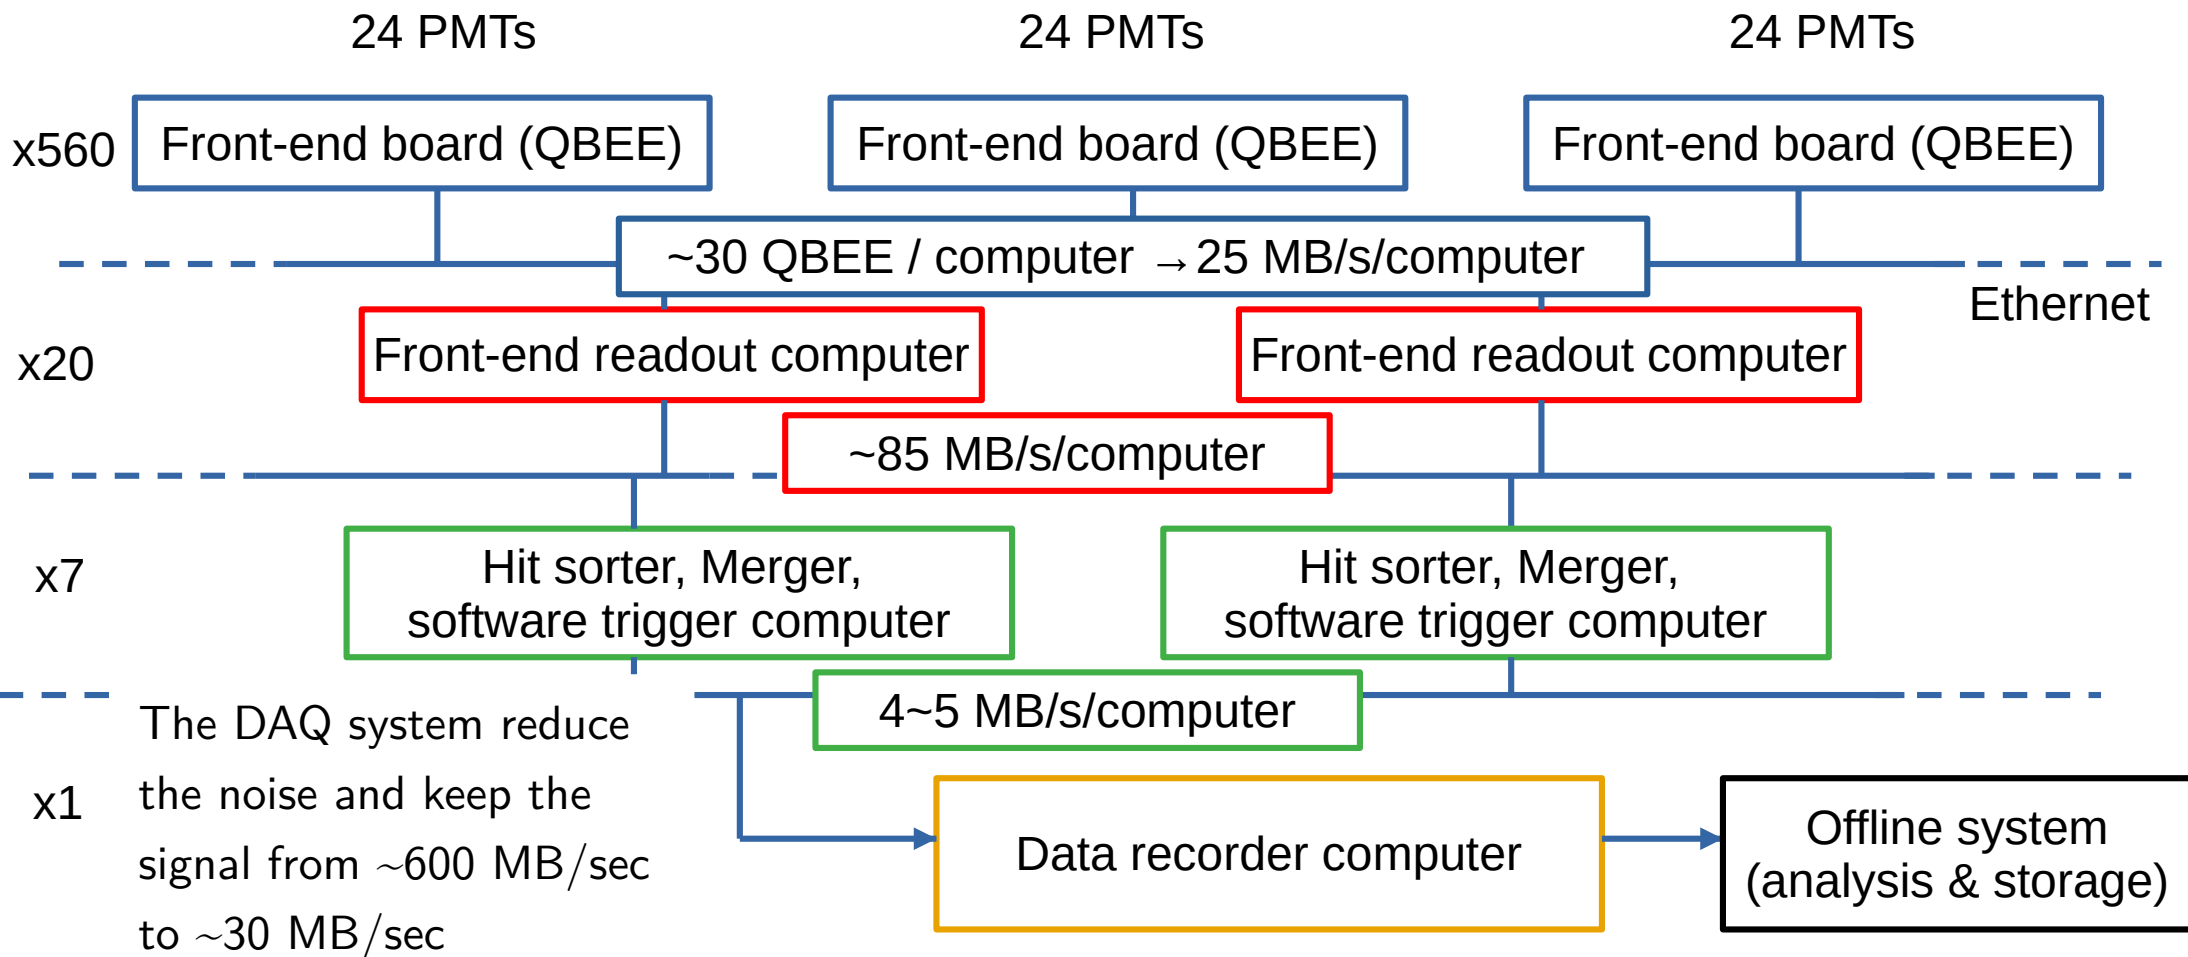 24 PMTs
24 PMTs
24 PMTs
x560
Front-end board (QBEE)
Front-end board (QBEE)
Front-end board (QBEE)
~30 QBEE / computer →25 MB/s/computer
Ethernet
x20
Front-end readout computer
Front-end readout computer
~85 MB/s/computer
x7
Hit sorter, Merger,
software trigger computer
Hit sorter, Merger,
software trigger computer
4~5 MB/s/computer
x1
The DAQ system reduce
the noise and keep the
signal from ~600 MB/sec
to ~30 MB/sec
Data recorder computer
Offline system
(analysis & storage)